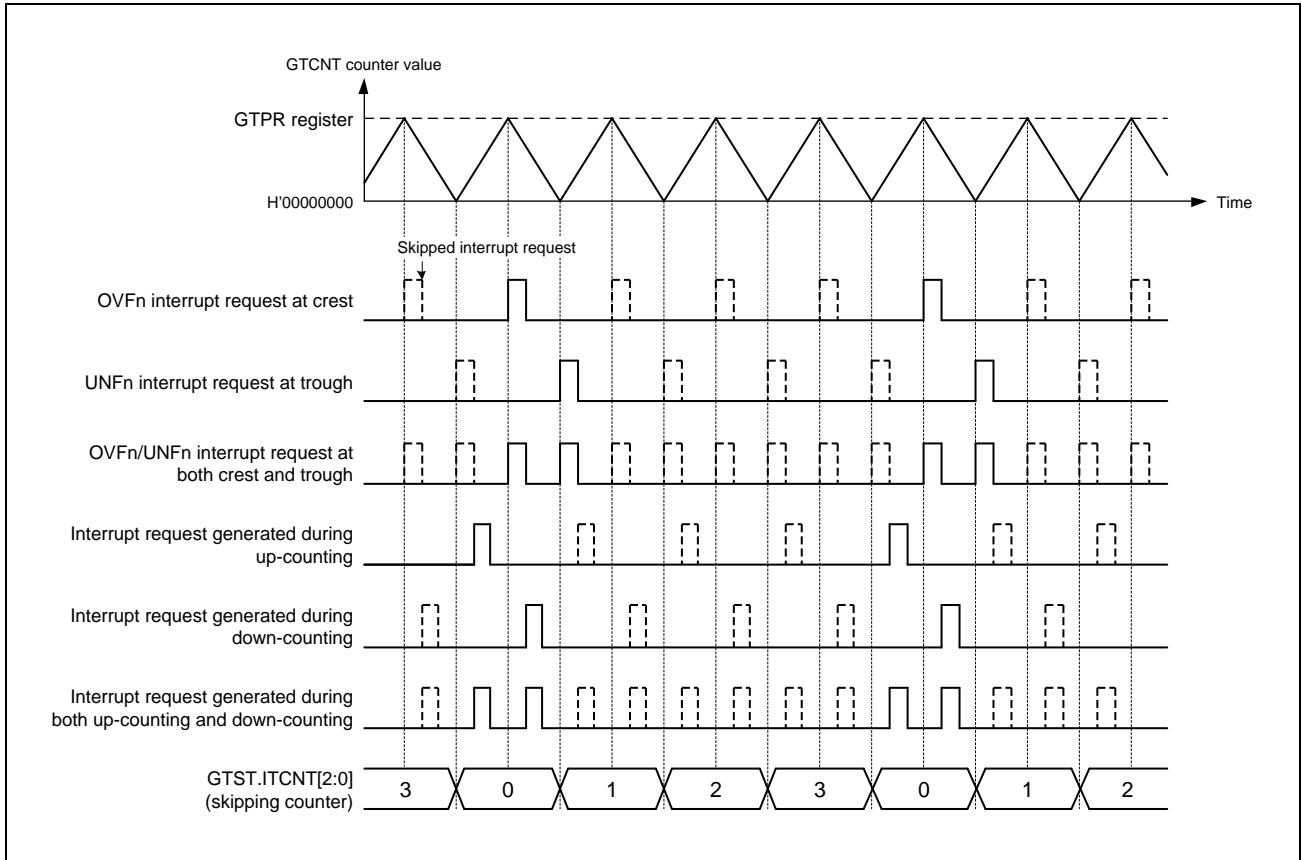 GTCNT counter value
GTPR register
H'00000000
Time
Skipped interrupt request
OVFn interrupt request at crest
UNFn interrupt request at trough
OVFn/UNFn interrupt request at
both crest and trough
Interrupt request generated during
up-counting
Interrupt request generated during
down-counting
Interrupt request generated during
both up-counting and down-counting
GTST.ITCNT[2:0]
(skipping counter)
3 0 1 2 3 0 1 2